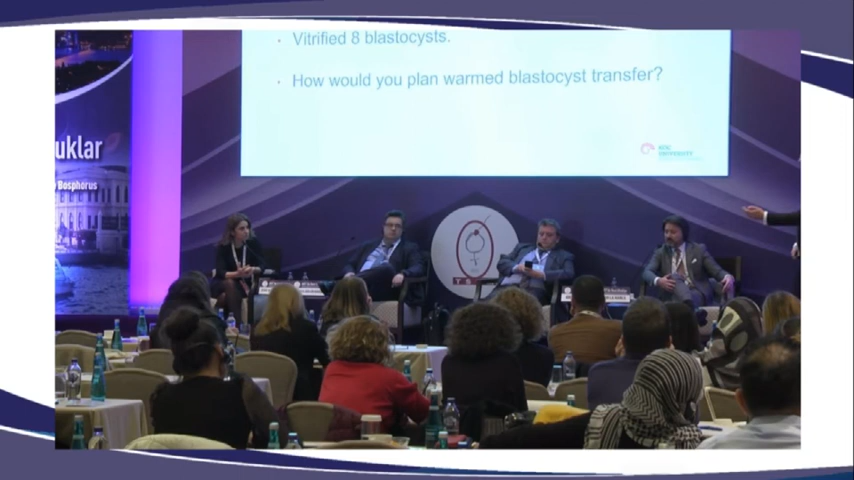 • Vitrified 8 blastocysts.
• How would you plan warmed blastocyst transfer?
KOÇ
UNIVERSITY
uklar
Bosphorus